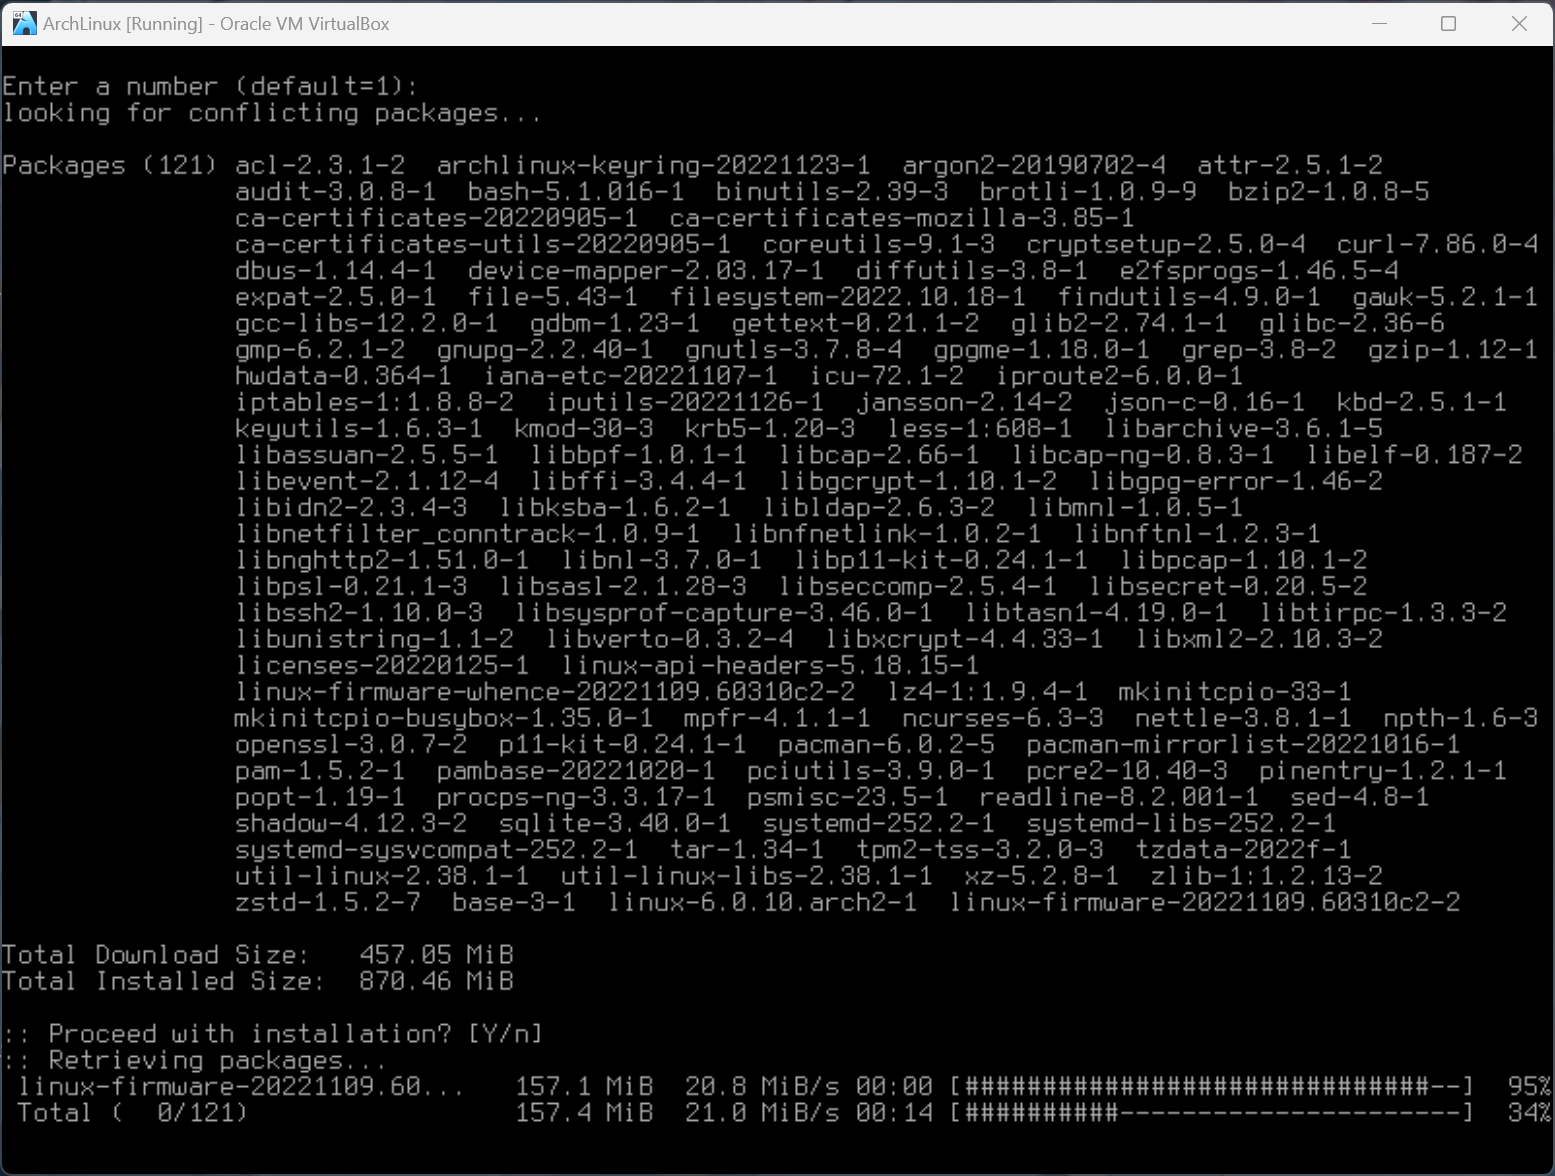 ArchLinux [Running] - Oracle VM VirtualBox
Enter a number (default=1):
looking for conflicting packages...
Packages (121) acl-2.3.1-2  archlinux-keyring-20221123-1  argon2-20190702-4  attr-2.5.1-2
audit-3.0.8-1  bash-5.1.016-1  binutils-2.39-3  brotli-1.0.9-9  bzip2-1.0.8-5
ca-certificates-20220905-1  ca-certificates-mozilla-3.85-1
ca-certificates-utils-20220905-1  coreutils-9.1-3  cryptsetup-2.5.0-4  curl-7.86.0-4
dbus-1.14.4-1  device-mapper-2.03.17-1  diffutils-3.8-1  e2fsprogs-1.46.5-4
expat-2.5.0-1  file-5.43-1  filesystem-2022.10.18-1  findutils-4.9.0-1  gawk-5.2.1-1
gcc-libs-12.2.0-1  gdbm-1.23-1  gettext-0.21.1-2  glib2-2.74.1-1  glibc-2.36-6
gmp-6.2.1-2  gnupg-2.2.40-1  gnutls-3.7.8-4  gpgme-1.18.0-1  grep-3.8-2  gzip-1.12-1
hwdata-0.364-1  iana-etc-20221107-1  icu-72.1-2  iproute2-6.0.0-1
iptables-1:1.8.8-2  iputils-20221126-1  jansson-2.14-2  json-c-0.16-1  kbd-2.5.1-1
keyutils-1.6.3-1  kmod-30-3  krb5-1.20-3  less-1:608-1  libarchive-3.6.1-5
libassuan-2.5.5-1  libbpf-1.0.1-1  libcap-2.66-1  libcap-ng-0.8.3-1  libelf-0.187-2
libevent-2.1.12-4  libffi-3.4.4-1  libgcrypt-1.10.1-2  libgpg-error-1.46-2
libidn2-2.3.4-3  libksba-1.6.2-1  libldap-2.6.3-2  libmnl-1.0.5-1
libnetfilter_conntrack-1.0.9-1  libnfnetlink-1.0.2-1  libnftnl-1.2.3-1
libnghttp2-1.51.0-1  libnl-3.7.0-1  libp11-kit-0.24.1-1  libpcap-1.10.1-2
libpsl-0.21.1-3  libsasl-2.1.28-3  libseccomp-2.5.4-1  libsecret-0.20.5-2
libssh2-1.10.0-3  libsysprof-capture-3.46.0-1  libtasn1-4.19.0-1  libtirpc-1.3.3-2
libunistring-1.1-2  libverto-0.3.2-4  libxcrypt-4.4.33-1  libxml2-2.10.3-2
licenses-20220125-1  linux-api-headers-5.18.15-1
linux-firmware-whence-20221109.60310c2-2  lz4-1:1.9.4-1  mkinitcpio-33-1
mkinitcpio-busybox-1.35.0-1  mpfr-4.1.1-1  ncurses-6.3-3  nettle-3.8.1-1  npth-1.6-3
openssl-3.0.7-2  p11-kit-0.24.1-1  pacman-6.0.2-5  pacman-mirrorlist-20221016-1
pam-1.5.2-1  pambase-20221020-1  pciutils-3.9.0-1  pcre2-10.40-3  pinentry-1.2.1-1
popt-1.19-1  procps-ng-3.3.17-1  psmisc-23.5-1  readline-8.2.001-1  sed-4.8-1
shadow-4.12.3-2  sqlite-3.40.0-1  systemd-252.2-1  systemd-libs-252.2-1
systemd-sysvcompat-252.2-1  tar-1.34-1  tpm2-tss-3.2.0-3  tzdata-2022f-1
util-linux-2.38.1-1  util-linux-libs-2.38.1-1  xz-5.2.8-1  zlib-1:1.2.13-2
zstd-1.5.2-7  base-3-1  linux-6.0.10.arch2-1  linux-firmware-20221109.60310c2-2
Total Download Size:   457.05 MiB
Total Installed Size:  870.46 MiB
:: Proceed with installation? [Y/n]
:: Retrieving packages...
linux-firmware-20221109.60...   157.1 MiB  20.8 MiB/s 00:00 [##############################--]  95%
Total (  0/121)                 157.4 MiB  21.0 MiB/s 00:14 [##########----------------------]  34%